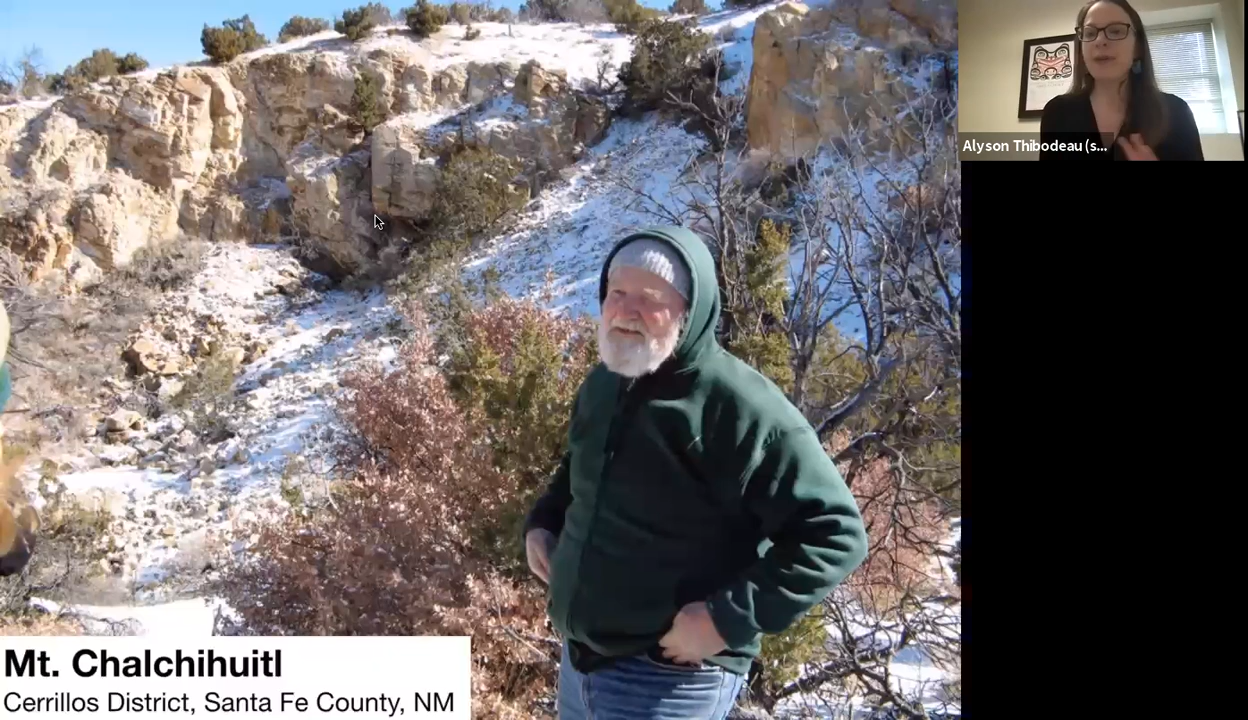 Alyson Thibodeau (s...
Mt. Chalchihuitl
Cerrillos District, Santa Fe County, NM